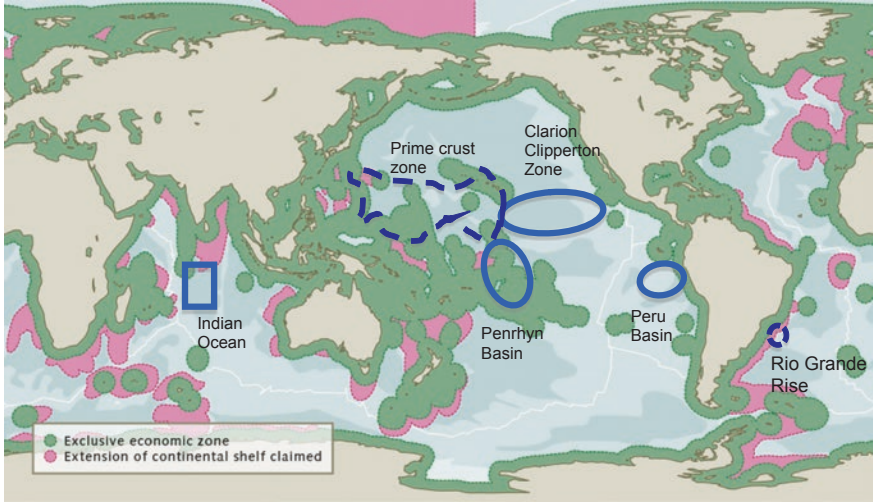 Prime crust
zone
Clarion
Clipperton
Zone
Indian
Ocean
Penrhyn
Basin
Peru
Basin
Rio Grande
Rise
Exclusive economic zone
Extension of continental shelf claimed